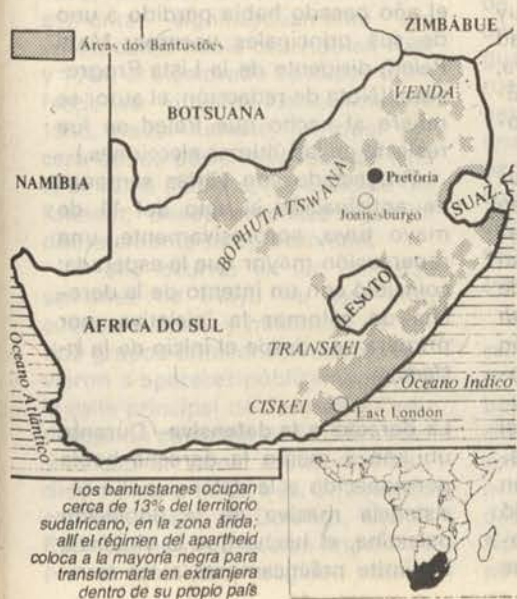 ZIMBÁBUE
Áreas dos Bantustões
VENDA
BOTSUANA
NAMÍBIA
Pretória
SUAZ.
Joanesburgo
BOPHUTATSWANA
LESOTO
ÁFRICA DO SUL
TRANSKEI
Oceano Atlântico
Oceano Indico
CISKEI
East London
Los bantustanes ocupan
cerca de 13% del territorio
sudafricano, en la zona árida;
allí el régimen del apartheid
coloca a la mayoría negra para
transformarla en extranjera
dentro de su propio país